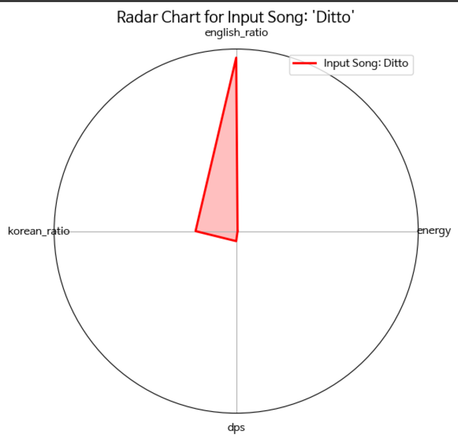 Radar Chart for Input Song: 'Ditto'
english_ratio
Input Song: Ditto
korean_ratio
energy
dps